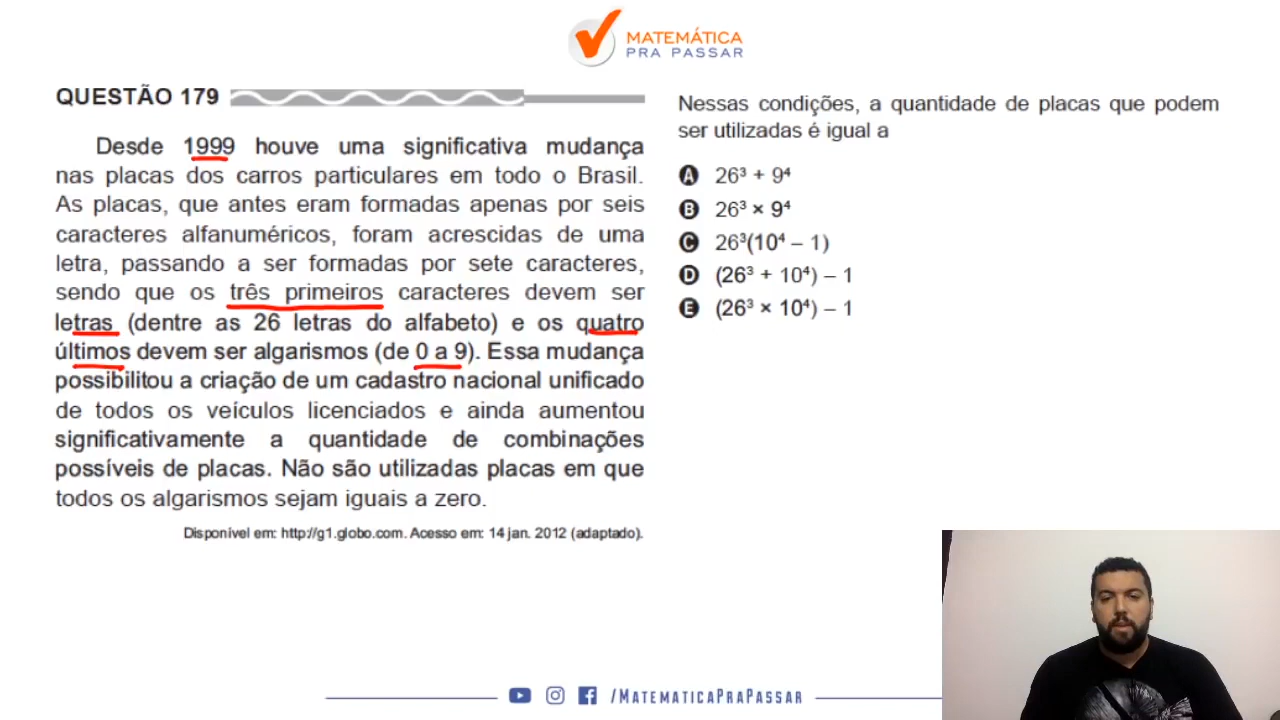 MATEMÁTICA
PRA PASSAR
QUESTÃO 179
Desde 1999 houve uma significativa mudança
nas placas dos carros particulares em todo o Brasil.
As placas, que antes eram formadas apenas por seis
caracteres alfanuméricos, foram acrescidas de uma
letra, passando a ser formadas por sete caracteres,
sendo que os três primeiros caracteres devem ser
letras (dentre as 26 letras do alfabeto) e os quatro
últimos devem ser algarismos (de 0 a 9). Essa mudança
possibilitou a criação de um cadastro nacional unificado
de todos os veículos licenciados e ainda aumentou
significativamente a quantidade de combinações
possíveis de placas. Não são utilizadas placas em que
todos os algarismos sejam iguais a zero.
Disponível em: http://g1.globo.com. Acesso em: 14 jan. 2012 (adaptado).
Nessas condições, a quantidade de placas que podem
ser utilizadas é igual a
A 26³ + 9⁴
B 26³ × 9⁴
C 26³(10⁴ – 1)
D (26³ + 10⁴) – 1
E (26³ × 10⁴) – 1
/MATEMATICAPRAPASSAR